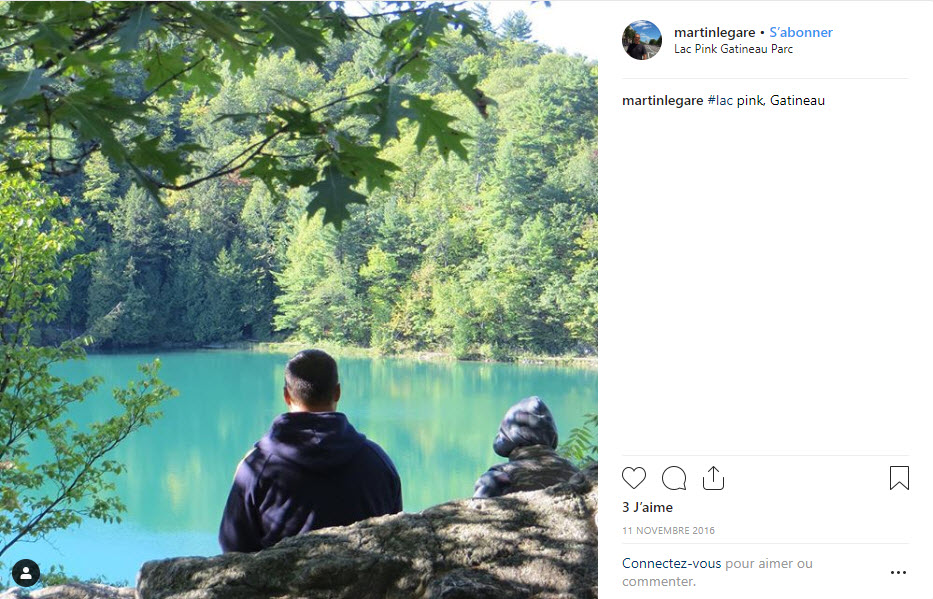 martinlegare • S'abonner
Lac Pink Gatineau Parc
martinlegare #lac pink, Gatineau
3 J'aime
11 NOVEMBRE 2016
Connectez-vous pour aimer ou
commenter.